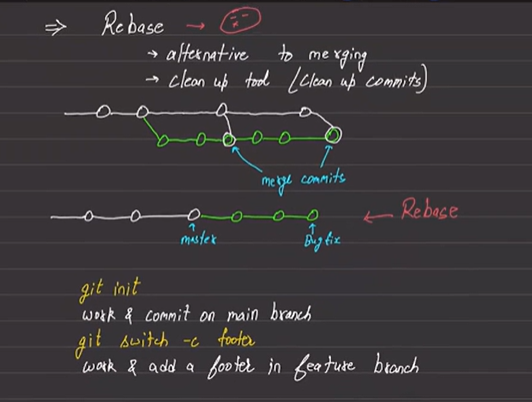 ⇒ Rebase →
→ alternative to merging
→ clean up tool (clean up commits)
merge commits
← Rebase
master
Bugfix
git init
work & commit on main branch
git switch -c footer
work & add a footer in feature branch